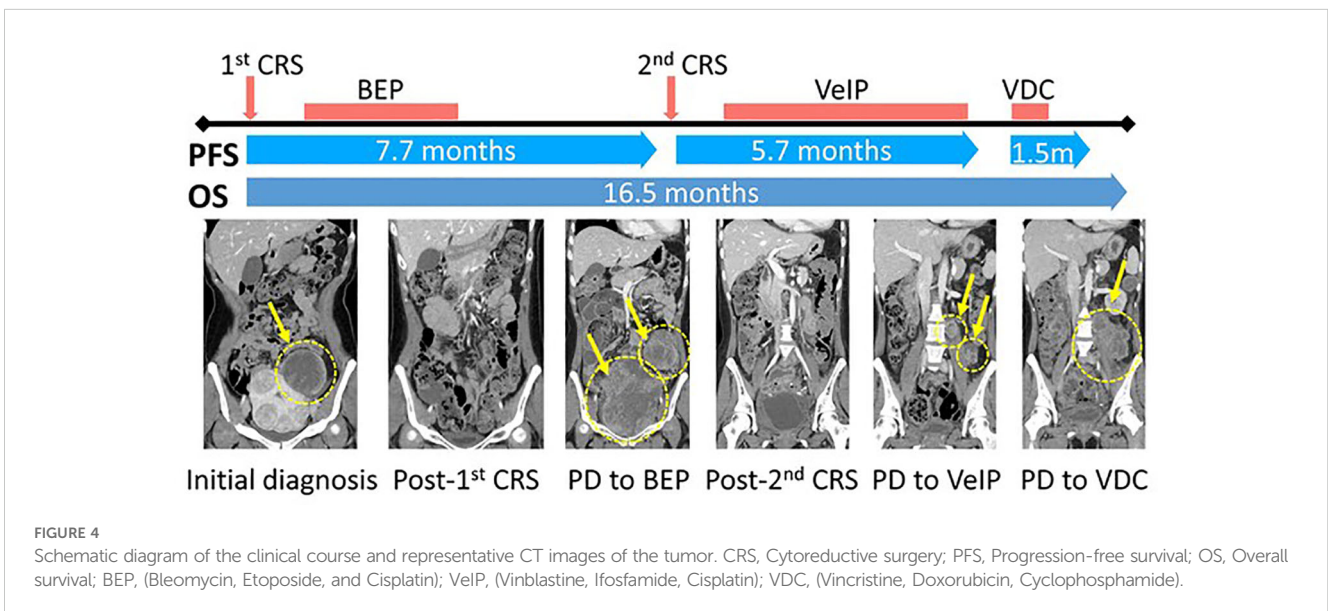 1st CRS
2nd CRS
BEP
VeIP
VDC
PFS
7.7 months
5.7 months
1.5m
OS
16.5 months
Initial diagnosis
Post-1st CRS
PD to BEP
Post-2nd CRS
PD to VeIP
PD to VDC
FIGURE 4
Schematic diagram of the clinical course and representative CT images of the tumor. CRS, Cytoreductive surgery; PFS, Progression-free survival; OS, Overall
survival; BEP, (Bleomycin, Etoposide, and Cisplatin); VeIP, (Vinblastine, Ifosfamide, Cisplatin); VDC, (Vincristine, Doxorubicin, Cyclophosphamide).